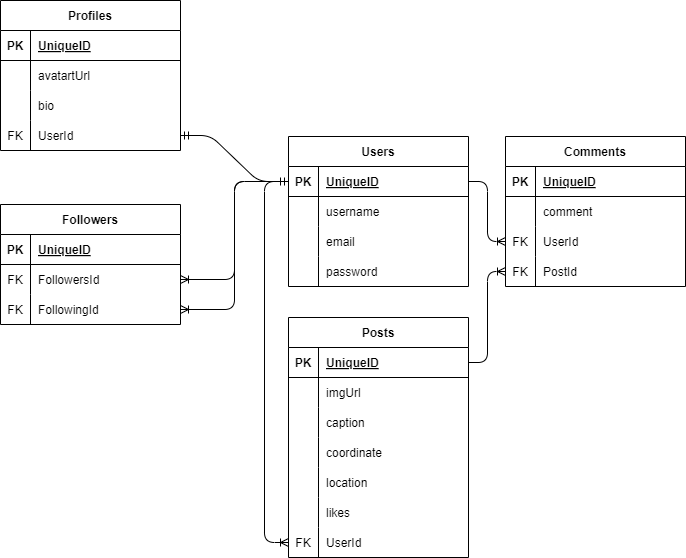 Profiles
PK UniqueID
avatartUrl
bio
FK UserId
Followers
PK UniqueID
FK FollowersId
FK FollowingId
Users
PK UniqueID
username
email
password
Comments
PK UniqueID
comment
FK UserId
FK PostId
Posts
PK UniqueID
imgUrl
caption
coordinate
location
likes
FK UserId